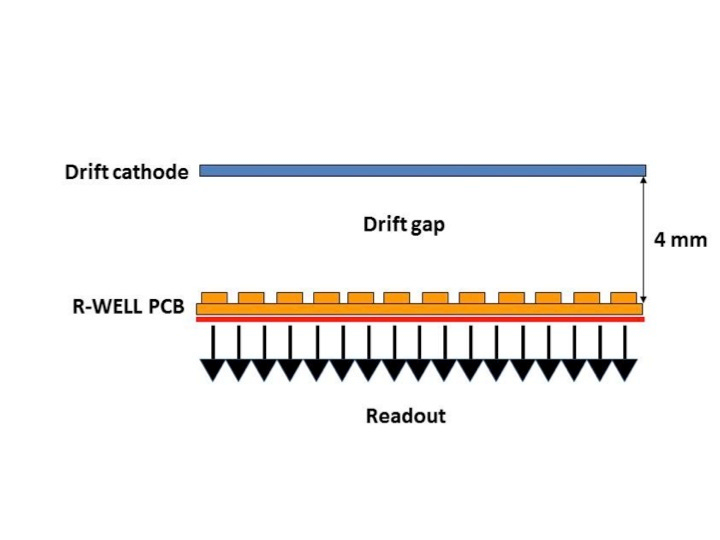 Drift cathode
Drift gap
4 mm
R-WELL PCB
Readout